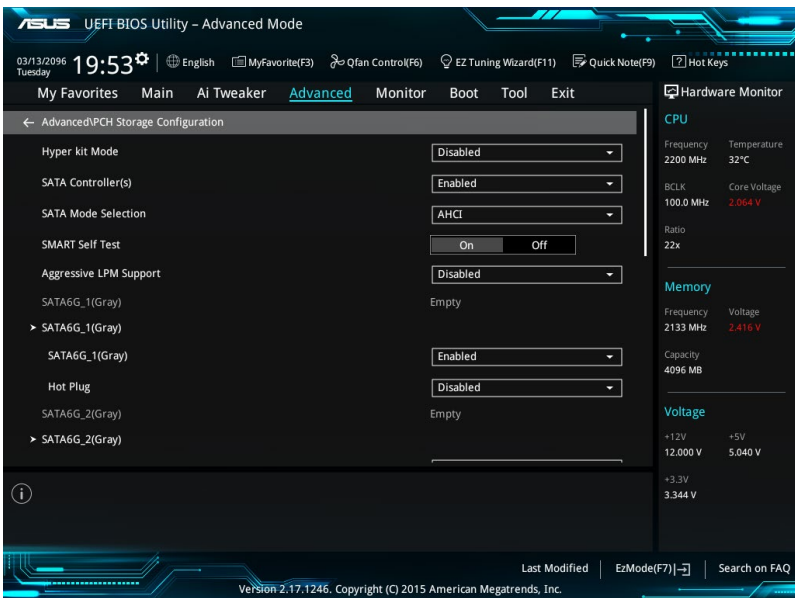 ASUS UEFI BIOS Utility – Advanced Mode
03/13/2096
Tuesday
19:53
English
MyFavorite(F3)
Qfan Control(F6)
EZ Tuning Wizard(F11)
Quick Note(F9)
? Hot Keys
My Favorites Main Ai Tweaker Advanced Monitor Boot Tool Exit
Hardware Monitor
← Advanced\PCH Storage Configuration
Hyper kit Mode Disabled
SATA Controller(s) Enabled
SATA Mode Selection AHCI
SMART Self Test On Off
Aggressive LPM Support Disabled
SATA6G_1(Gray) Empty
➤ SATA6G_1(Gray)
SATA6G_1(Gray) Enabled
Hot Plug Disabled
SATA6G_2(Gray) Empty
➤ SATA6G_2(Gray)
CPU
Frequency Temperature
2200 MHz 32°C
BCLK Core Voltage
100.0 MHz 2.064 V
Ratio
22x
Memory
Frequency Voltage
2133 MHz 2.416 V
Capacity
4096 MB
Voltage
+12V +5V
12.000 V 5.040 V
+3.3V
3.344 V
i
Last Modified EzMode(F7) Search on FAQ
Version 2.17.1246. Copyright (C) 2015 American Megatrends, Inc.